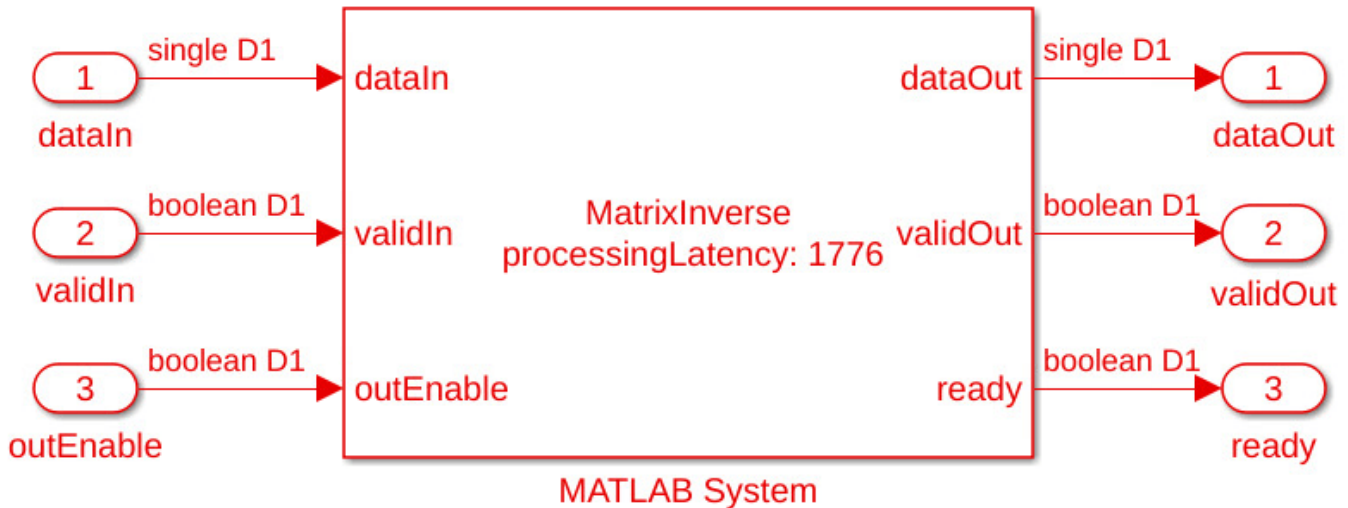 single D1
1
dataIn
dataIn
dataOut
single D1
1
dataOut
boolean D1
2
validIn
validIn
MatrixInverse
processingLatency: 1776
validOut
boolean D1
2
validOut
boolean D1
3
outEnable
outEnable
ready
boolean D1
3
ready
MATLAB System